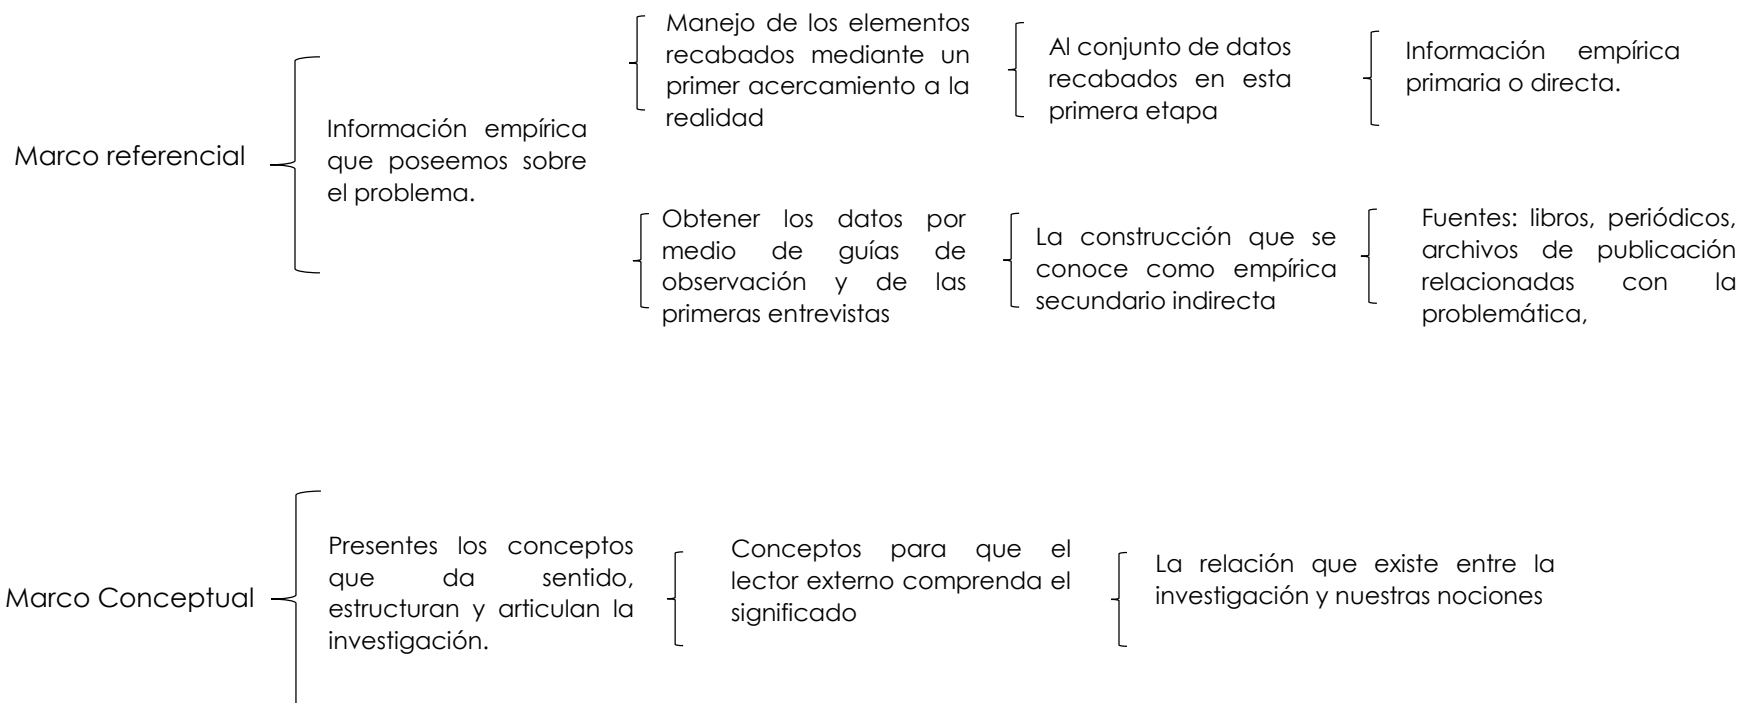 Marco referencial
Información empírica
que poseemos sobre
el problema.
Manejo de los elementos
recabados mediante un
primer acercamiento a la
realidad
Al conjunto de datos
recabados en esta
primera etapa
Información empírica
primaria o directa.
Obtener los datos por
medio de guías de
observación y de las
primeras entrevistas
La construcción que se
conoce como empírica
secundario indirecta
Fuentes: libros, periódicos,
archivos de publicación
relacionadas con la
problemática,
Marco Conceptual
Presentes los conceptos
que da sentido,
estructuran y articulan la
investigación.
Conceptos para que el
lector externo comprenda el
significado
La relación que existe entre la
investigación y nuestras nociones